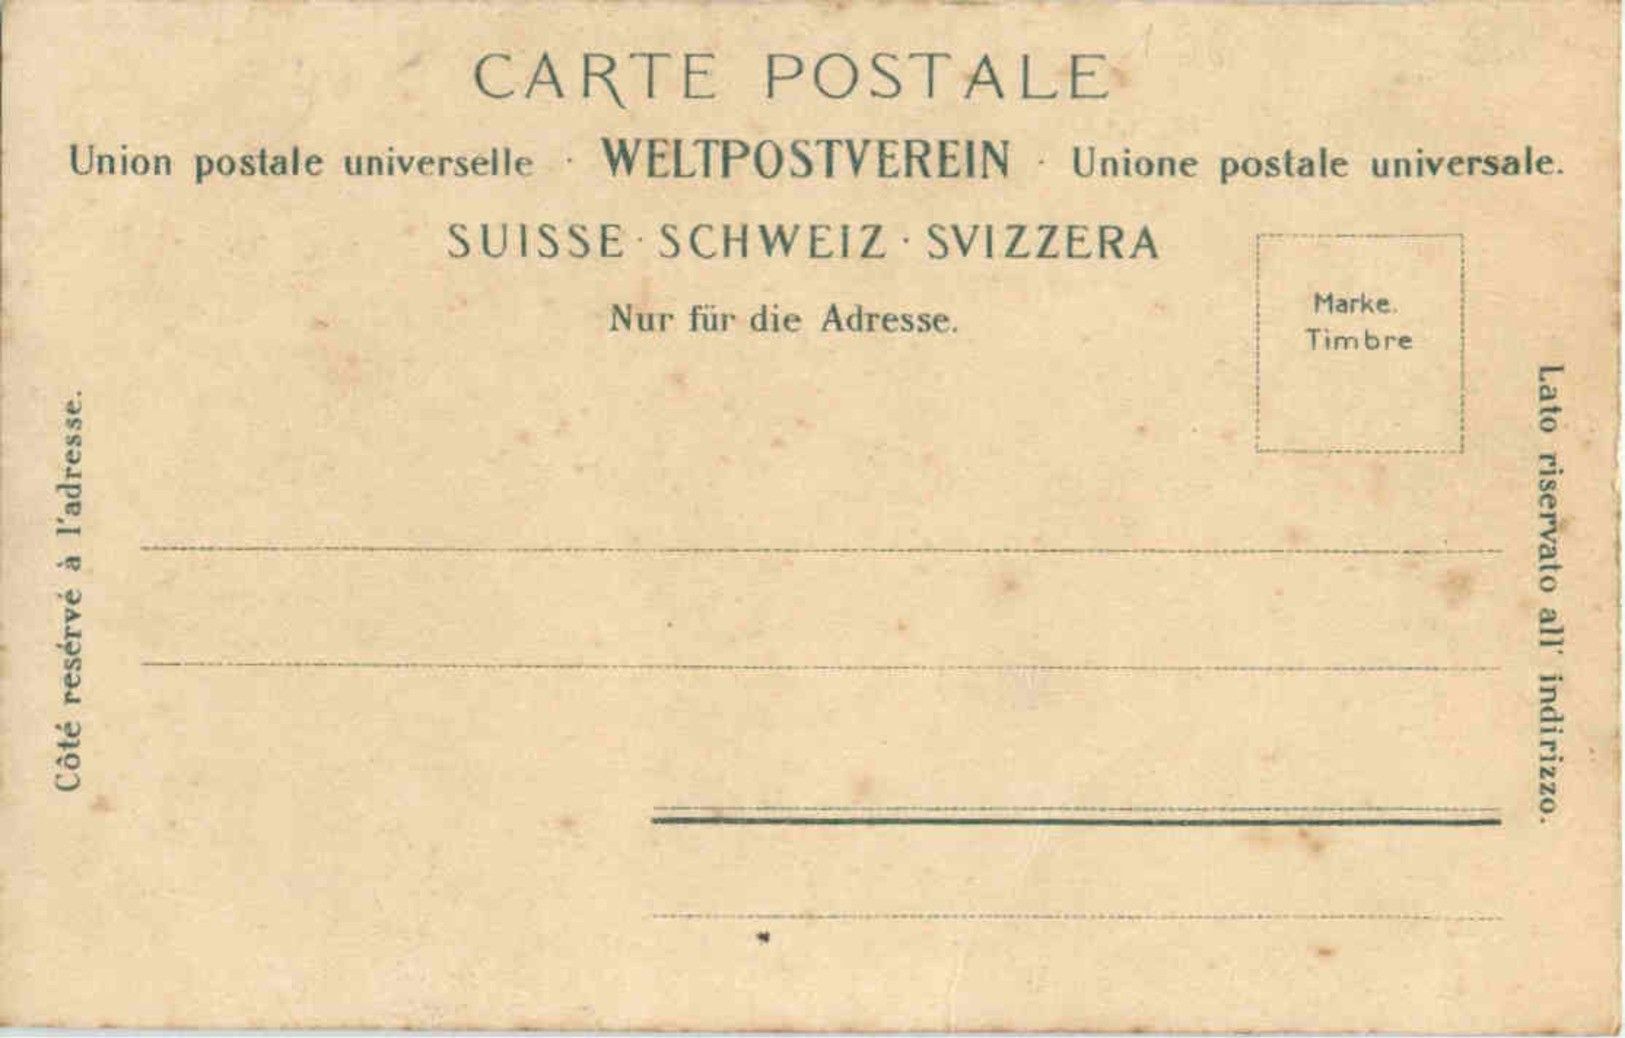 CARTE POSTALE
Union postale universelle · WELTPOSTVEREIN · Unione postale universale.
SUISSE · SCHWEIZ · SVIZZERA
Nur für die Adresse.
Marke.
Timbre
Côté resérvé à l'adresse.
Lato riservato all' indirizzo.